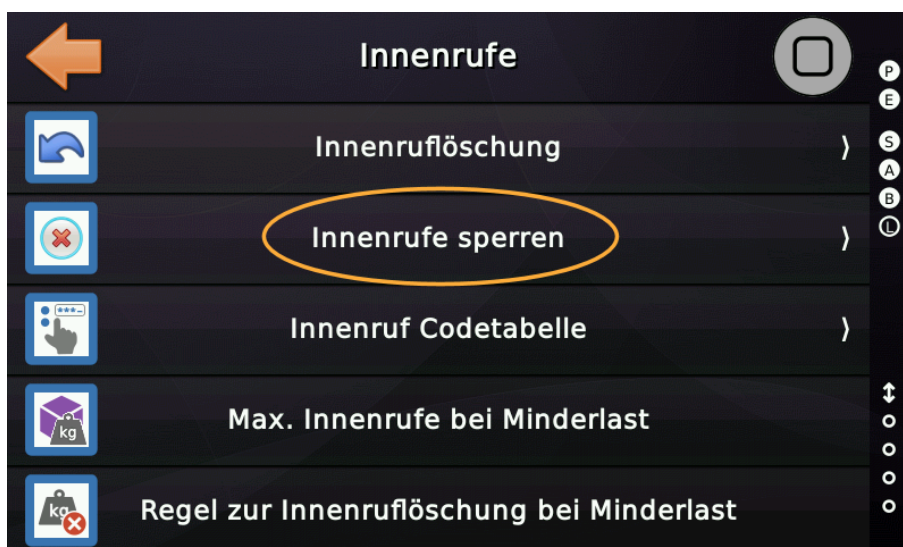 Innenrufe
P
E
Innenruflöschung
S
A
B
Innenrufe sperren
L
***_
Innenruf Codetabelle
kg
Max. Innenrufe bei Minderlast
kg
Regel zur Innenruflöschung bei Minderlast